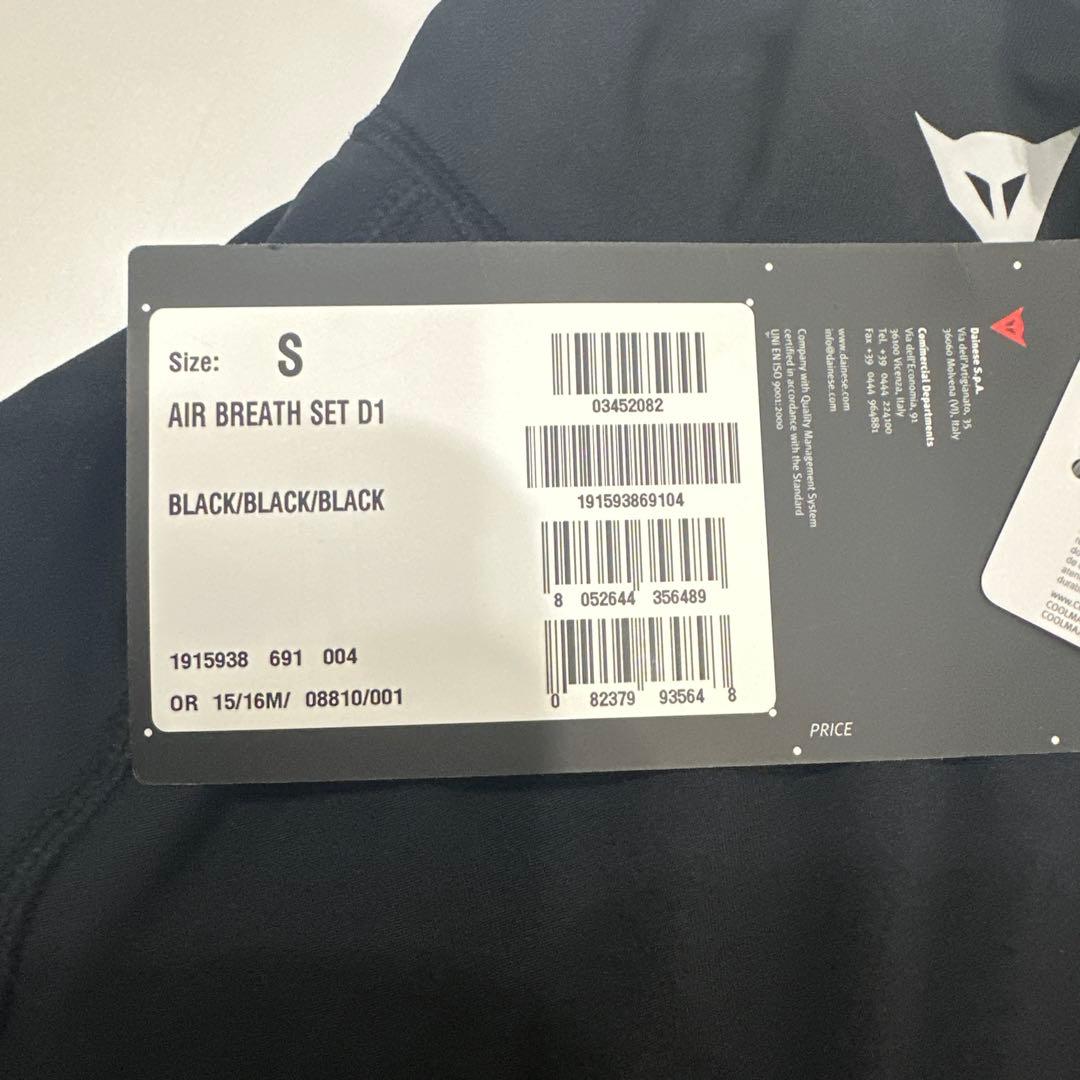 Size: S
AIR BREATH SET D1
BLACK/BLACK/BLACK
1915938 691 004
OR 15/16M/ 08810/001
03452082
191593869104
8 052644 356489
0 82379 93564 8
Dainese S.p.A.
Via dell'Artigianato, 35
36060 Molvena (VI), Italy
Commercial Departments
Via dell'Economia, 91
36100 Vicenza, Italy
Tel. +39 0444 224100
Fax +39 0444 964881
www.dainese.com
info@dainese.com
Company with Quality Management System
certified in accordance with the Standard
UNI EN ISO 9001:2000
PRICE